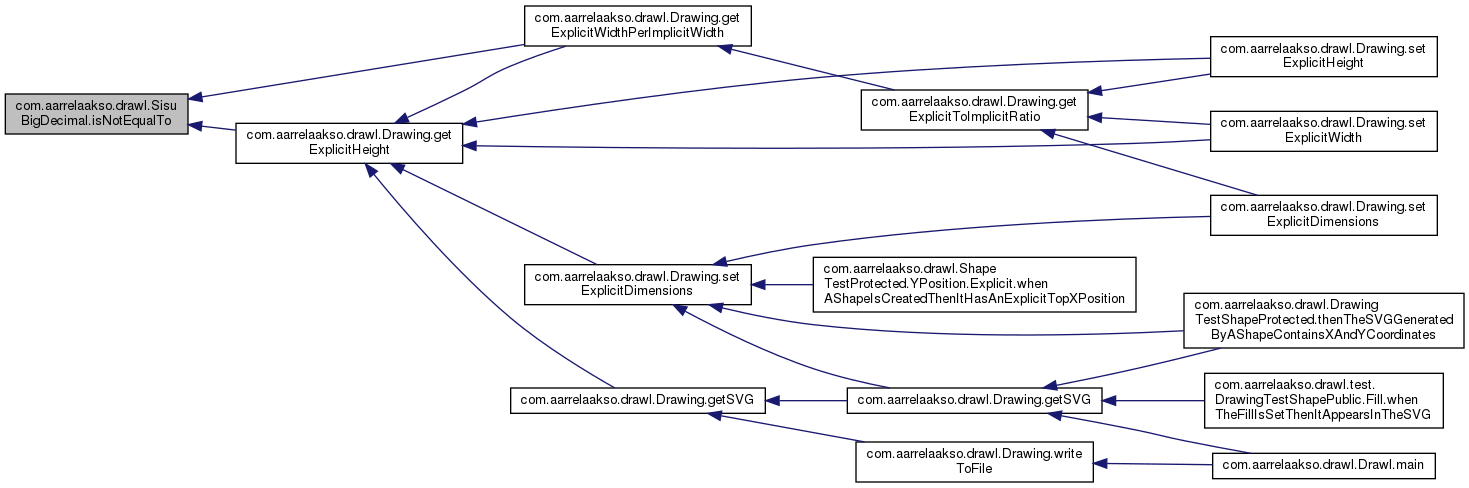 com.aarrelaakso.drawl.Sisu
BigDecimal.isNotEqualTo
com.aarrelaakso.drawl.Drawing.get
ExplicitWidthPerImplicitWidth
com.aarrelaakso.drawl.Drawing.get
ExplicitHeight
com.aarrelaakso.drawl.Drawing.get
ExplicitToImplicitRatio
com.aarrelaakso.drawl.Drawing.set
ExplicitHeight
com.aarrelaakso.drawl.Drawing.set
ExplicitWidth
com.aarrelaakso.drawl.Drawing.set
ExplicitDimensions
com.aarrelaakso.drawl.Drawing.set
ExplicitDimensions
com.aarrelaakso.drawl.Shape
TestProtected.YPosition.Explicit.when
AShapeIsCreatedThenItHasAnExplicitTopXPosition
com.aarrelaakso.drawl.Drawing
TestShapeProtected.thenTheSVGGenerated
ByAShapeContainsXAndYCoordinates
com.aarrelaakso.drawl.Drawing.getSVG
com.aarrelaakso.drawl.Drawing.getSVG
com.aarrelaakso.drawl.test.
DrawingTestShapePublic.Fill.when
TheFillIsSetThenItAppearsInTheSVG
com.aarrelaakso.drawl.Drawing.write
ToFile
com.aarrelaakso.drawl.Drawl.main